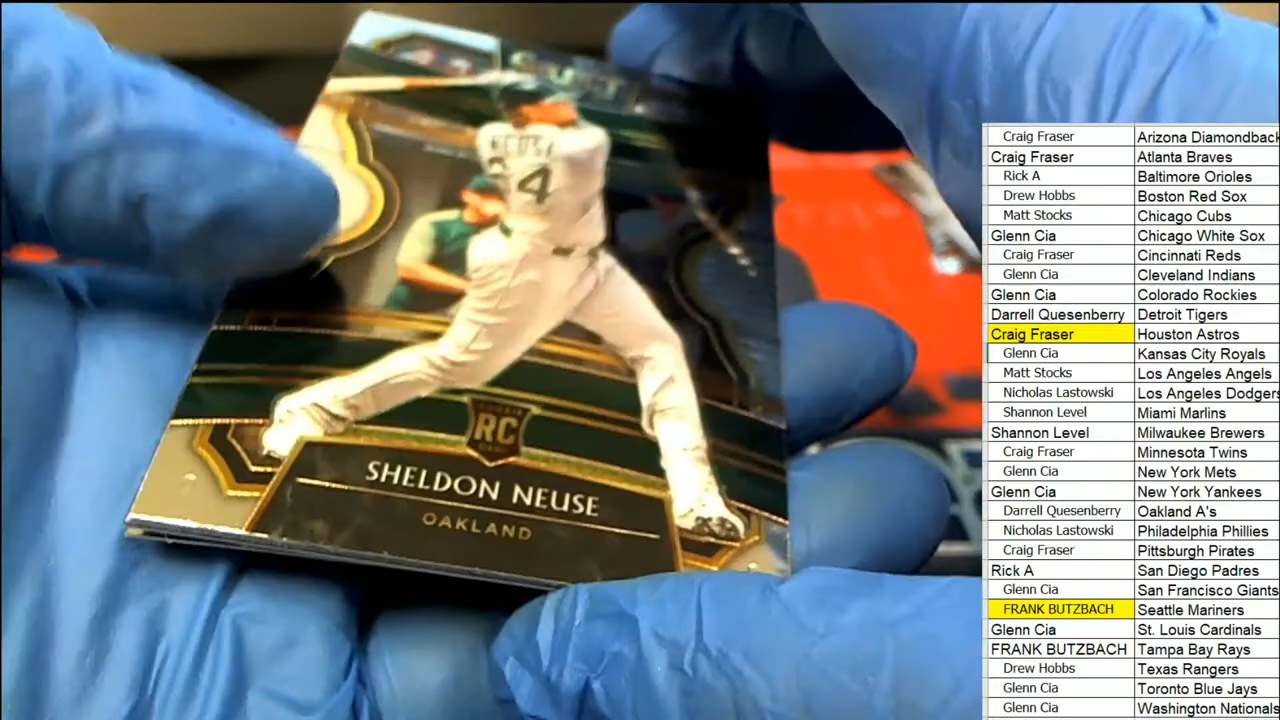 SELECT
NEUSE
4
ROOKIE
RC
SHELDON NEUSE
OAKLAND
Craig Fraser Arizona Diamondback
Craig Fraser Atlanta Braves
Rick A Baltimore Orioles
Drew Hobbs Boston Red Sox
Matt Stocks Chicago Cubs
Glenn Cia Chicago White Sox
Craig Fraser Cincinnati Reds
Glenn Cia Cleveland Indians
Glenn Cia Colorado Rockies
Darrell Quesenberry Detroit Tigers
Craig Fraser Houston Astros
Glenn Cia Kansas City Royals
Matt Stocks Los Angeles Angels
Nicholas Lastowski Los Angeles Dodgers
Shannon Level Miami Marlins
Shannon Level Milwaukee Brewers
Craig Fraser Minnesota Twins
Glenn Cia New York Mets
Glenn Cia New York Yankees
Darrell Quesenberry Oakland A's
Nicholas Lastowski Philadelphia Phillies
Craig Fraser Pittsburgh Pirates
Rick A San Diego Padres
Glenn Cia San Francisco Giants
FRANK BUTZBACH Seattle Mariners
Glenn Cia St. Louis Cardinals
FRANK BUTZBACH Tampa Bay Rays
Drew Hobbs Texas Rangers
Glenn Cia Toronto Blue Jays
Glenn Cia Washington Nationals